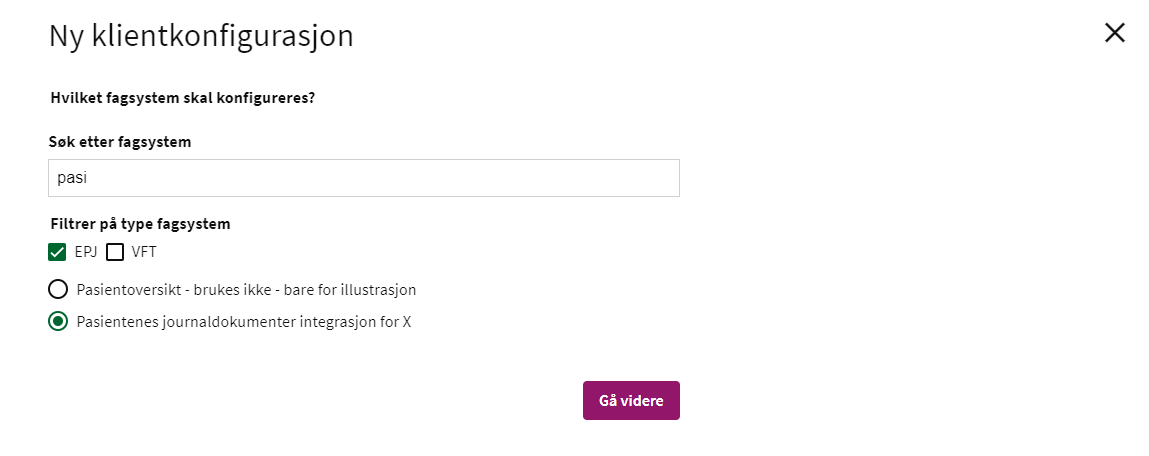 Ny klientkonfigurasjon
Hvilket fagsystem skal konfigureres?
Søk etter fagsystem
pasi
Filtrer på type fagsystem
EPJ VFT
Pasientoversikt - brukes ikke - bare for illustrasjon
Pasientenes journaldokumenter integrasjon for X
Gå videre